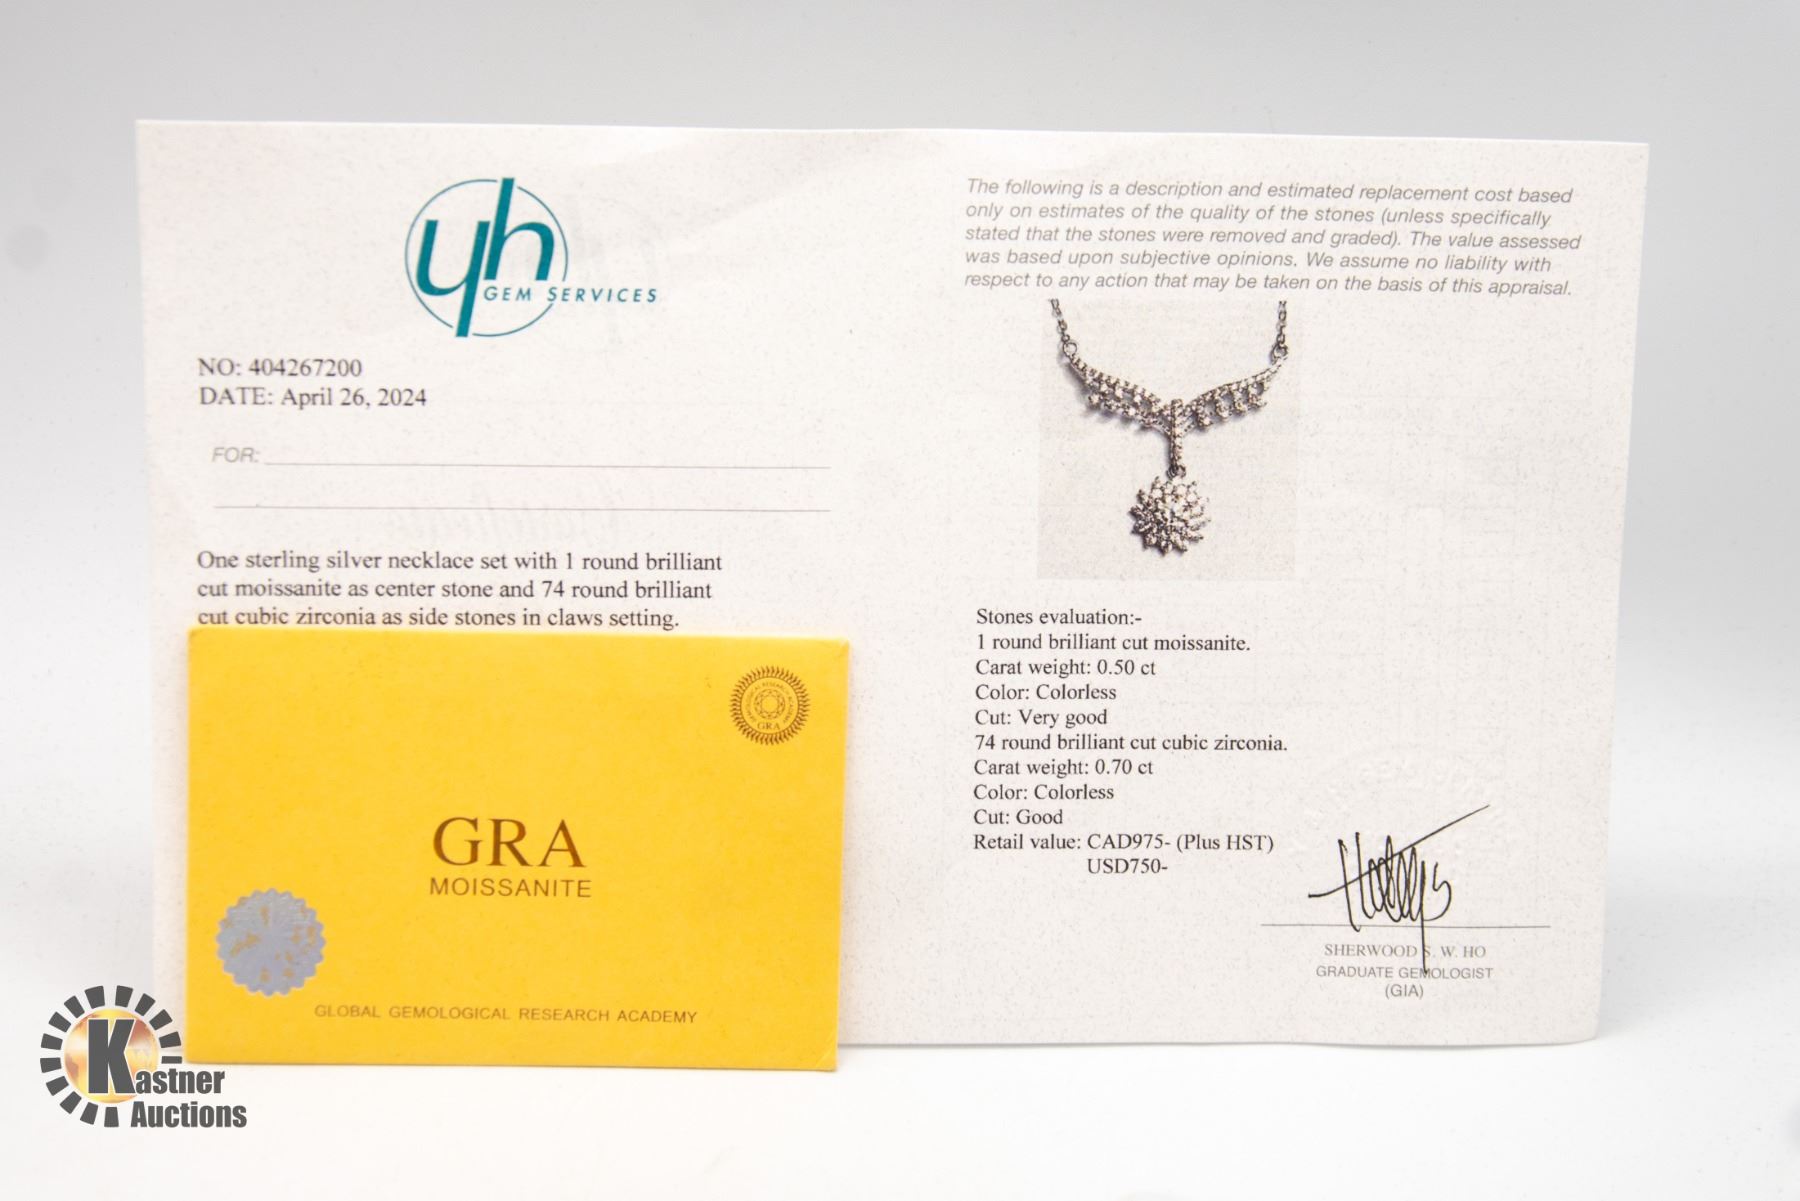 yh
GEM SERVICES
NO: 404267200
DATE: April 26, 2024
FOR:
One sterling silver necklace set with 1 round brilliant
cut moissanite as center stone and 74 round brilliant
cut cubic zirconia as side stones in claws setting.
GRA
MOISSANITE
GLOBAL GEMOLOGICAL RESEARCH ACADEMY
GRA
The following is a description and estimated replacement cost based
only on estimates of the quality of the stones (unless specifically
stated that the stones were removed and graded). The value assessed
was based upon subjective opinions. We assume no liability with
respect to any action that may be taken on the basis of this appraisal.
Stones evaluation:-
1 round brilliant cut moissanite.
Carat weight: 0.50 ct
Color: Colorless
Cut: Very good
74 round brilliant cut cubic zirconia.
Carat weight: 0.70 ct
Color: Colorless
Cut: Good
Retail value: CAD975- (Plus HST)
USD750-
SHERWOOD S. W. HO
GRADUATE GEMOLOGIST
(GIA)
Kastner
Auctions